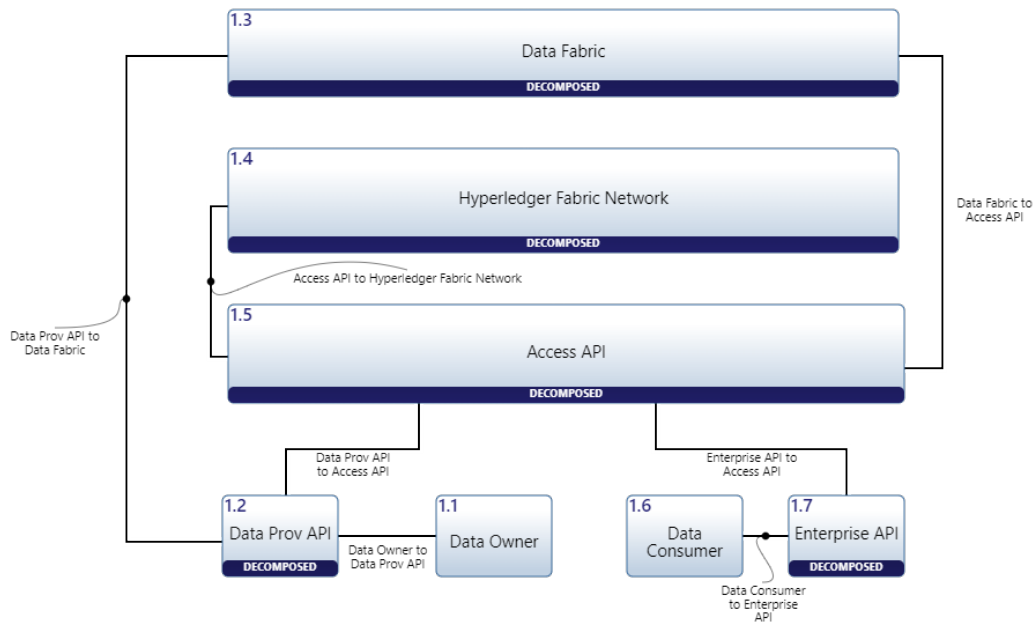 1.3
Data Fabric
DECOMPOSED
1.4
Hyperledger Fabric Network
DECOMPOSED
Data Fabric to
Access API
Access API to Hyperledger Fabric Network
1.5
Access API
DECOMPOSED
Data Prov API to
Data Fabric
Data Prov API
to Access API
Enterprise API to
Access API
1.2
Data Prov API
DECOMPOSED
Data Owner to
Data Prov API
1.1
Data Owner
1.6
Data
Consumer
1.7
Enterprise API
DECOMPOSED
Data Consumer
to Enterprise
API